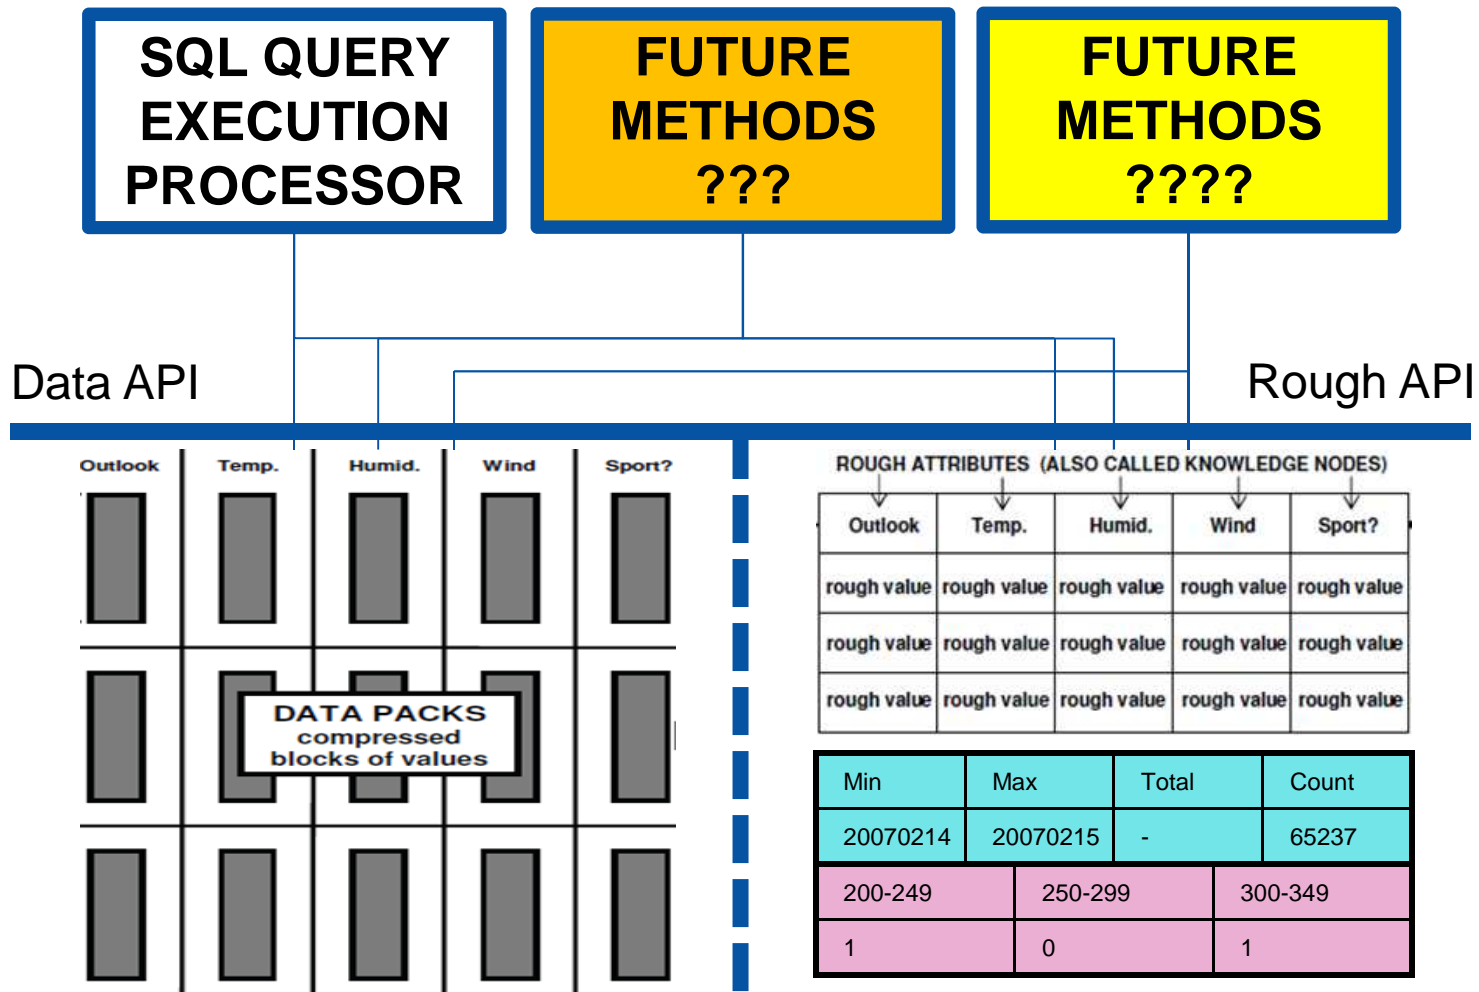 SQL QUERY
EXECUTION
PROCESSOR
FUTURE
METHODS
???
FUTURE
METHODS
????
Data API
Rough API
Outlook Temp. Humid. Wind Sport?
DATA PACKS
compressed
blocks of values
ROUGH ATTRIBUTES (ALSO CALLED KNOWLEDGE NODES)
Outlook Temp. Humid. Wind Sport?
rough value rough value rough value rough value rough value
rough value rough value rough value rough value rough value
rough value rough value rough value rough value rough value
Min Max Total Count
20070214 20070215 - 65237
200-249 250-299 300-349
1 0 1